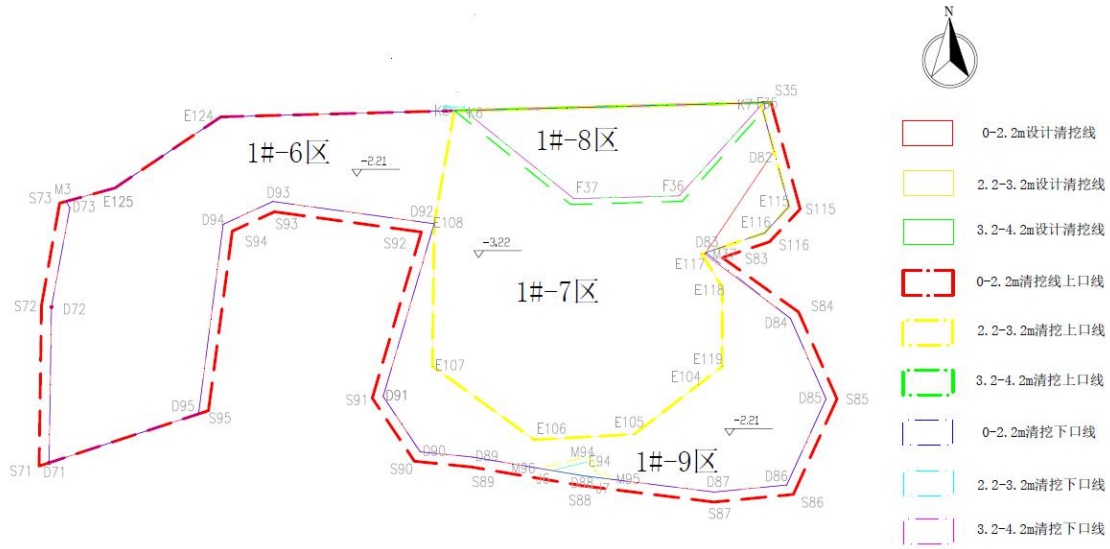 N
S35
K5
K6
K7
E35
E124
1#-6区
1#-8区
-2.21
D82
S73
M3
D73
E125
D93
S93
D94
S94
D92
E108
S92
F37
F36
E115
S115
E116
S116
D83
M37
S83
E117
-3.22
1#-7区
E118
S72
D72
S84
D84
E107
E119
E104
D95
S95
S91
D91
D85
S85
E106
E105
-2.21
S71
D71
D90
S90
D89
S89
M96
J6
M94
E94
D88
S88
J7
M95
1#-9区
D87
S87
D86
S86
0-2.2m设计清挖线
2.2-3.2m设计清挖线
3.2-4.2m设计清挖线
0-2.2m清挖线上口线
2.2-3.2m清挖上口线
3.2-4.2m清挖上口线
0-2.2m清挖下口线
2.2-3.2m清挖下口线
3.2-4.2m清挖下口线